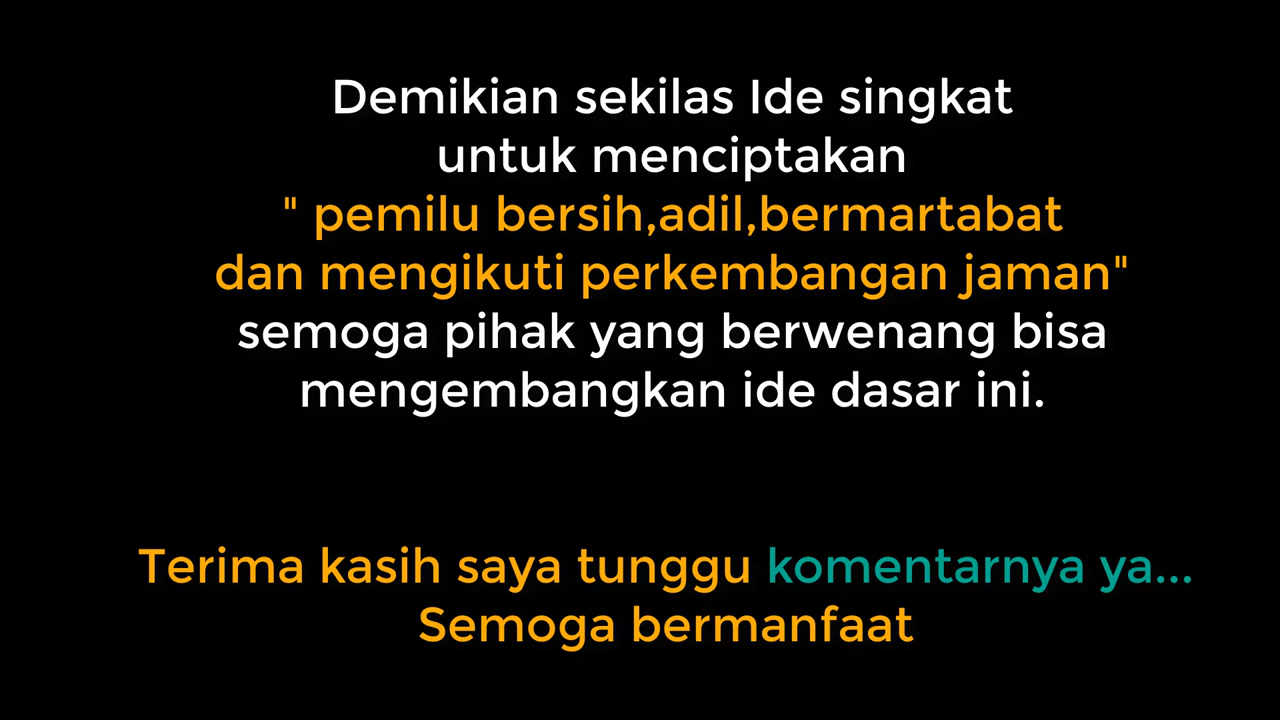 Demikian sekilas Ide singkat
untuk menciptakan
" pemilu bersih,adil,bermartabat
dan mengikuti perkembangan jaman"
semoga pihak yang berwenang bisa
mengembangkan ide dasar ini.
Terima kasih saya tunggu komentarnya ya...
Semoga bermanfaat